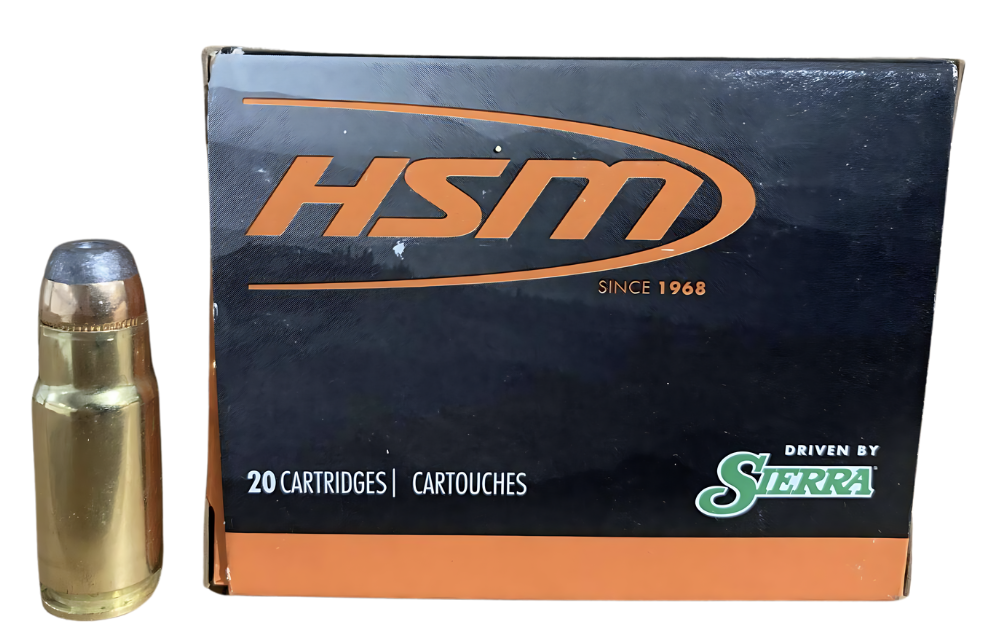 HSM
SINCE 1968
20 CARTRIDGES | CARTOUCHES
DRIVEN BY
SIERRA